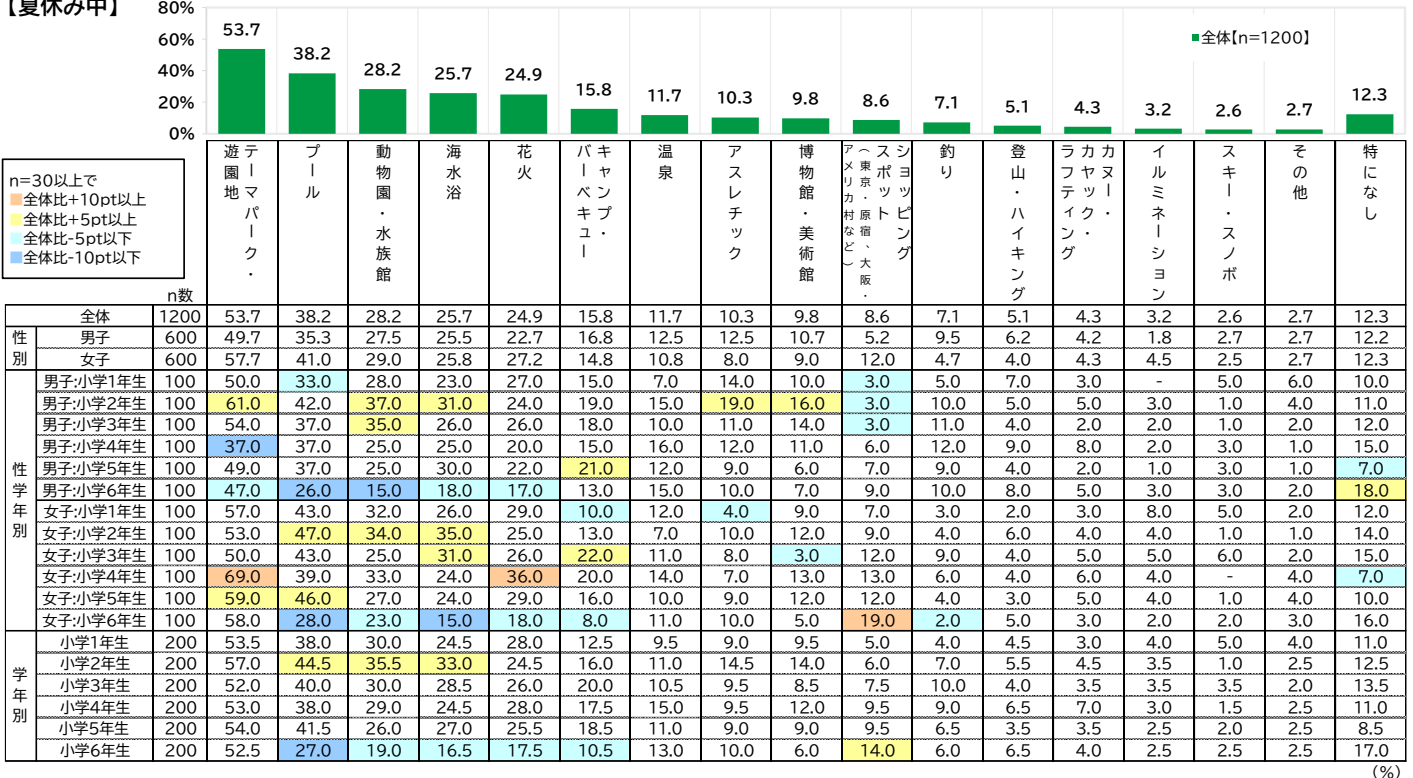 【夏休み中】
80%
60%
40%
20%
0%
53.7 38.2 28.2 25.7 24.9 15.8 11.7 10.3 9.8 8.6 7.1 5.1 4.3 3.2 2.6 2.7 12.3
■全体【n=1200】
n=30以上で
■全体比+10pt以上
■全体比+5pt以上
■全体比-5pt以下
■全体比-10pt以下
テーマパーク・
遊園地
プール
動物園・水族館
海水浴
花火
キャンプ・
バーベキュー
温泉
アスレチック
博物館・美術館
ショッピング
スポット
(東京・原宿、大阪・
アメリカ村など)
釣り
登山・ハイキング
カヌー・
カヤック・
ラフティング
イルミネーション
スキー・スノボ
その他
特になし
n数
全体 1200 53.7 38.2 28.2 25.7 24.9 15.8 11.7 10.3 9.8 8.6 7.1 5.1 4.3 3.2 2.6 2.7 12.3
性別
男子 600 49.7 35.3 27.5 25.5 22.7 16.8 12.5 12.5 10.7 5.2 9.5 6.2 4.2 1.8 2.7 2.7 12.2
女子 600 57.7 41.0 29.0 25.8 27.2 14.8 10.8 8.0 9.0 12.0 4.7 4.0 4.3 4.5 2.5 2.7 12.3
性学年別
男子:小学1年生 100 50.0 33.0 28.0 23.0 27.0 15.0 7.0 14.0 10.0 3.0 5.0 7.0 3.0 - 5.0 6.0 10.0
男子:小学2年生 100 61.0 42.0 37.0 31.0 24.0 19.0 15.0 19.0 16.0 3.0 10.0 5.0 5.0 3.0 1.0 4.0 11.0
男子:小学3年生 100 54.0 37.0 35.0 26.0 26.0 18.0 10.0 11.0 14.0 3.0 11.0 4.0 2.0 2.0 1.0 2.0 12.0
男子:小学4年生 100 37.0 37.0 25.0 25.0 20.0 15.0 16.0 12.0 11.0 6.0 12.0 9.0 8.0 2.0 3.0 1.0 15.0
男子:小学5年生 100 49.0 37.0 25.0 30.0 22.0 21.0 12.0 9.0 6.0 7.0 9.0 4.0 2.0 1.0 3.0 1.0 7.0
男子:小学6年生 100 47.0 26.0 15.0 18.0 17.0 13.0 15.0 10.0 7.0 9.0 10.0 8.0 5.0 3.0 3.0 2.0 18.0
女子:小学1年生 100 57.0 43.0 32.0 26.0 29.0 10.0 12.0 4.0 9.0 7.0 3.0 2.0 3.0 8.0 5.0 2.0 12.0
女子:小学2年生 100 53.0 47.0 34.0 35.0 25.0 13.0 7.0 10.0 12.0 9.0 4.0 6.0 4.0 4.0 1.0 1.0 14.0
女子:小学3年生 100 50.0 43.0 25.0 31.0 26.0 22.0 11.0 8.0 3.0 12.0 9.0 4.0 5.0 5.0 6.0 2.0 15.0
女子:小学4年生 100 69.0 39.0 33.0 24.0 36.0 20.0 14.0 7.0 13.0 13.0 6.0 4.0 6.0 4.0 - 4.0 7.0
女子:小学5年生 100 59.0 46.0 27.0 24.0 29.0 16.0 10.0 9.0 12.0 12.0 4.0 3.0 5.0 4.0 1.0 4.0 10.0
女子:小学6年生 100 58.0 28.0 23.0 15.0 18.0 8.0 11.0 10.0 5.0 19.0 2.0 5.0 3.0 2.0 2.0 3.0 16.0
学年別
小学1年生 200 53.5 38.0 30.0 24.5 28.0 12.5 9.5 9.0 9.5 5.0 4.0 4.5 3.0 4.0 5.0 4.0 11.0
小学2年生 200 57.0 44.5 35.5 33.0 24.5 16.0 11.0 14.5 14.0 6.0 7.0 5.5 4.5 3.5 1.0 2.5 12.5
小学3年生 200 52.0 40.0 30.0 28.5 26.0 20.0 10.5 9.5 8.5 7.5 10.0 4.0 3.5 3.5 3.5 2.0 13.5
小学4年生 200 53.0 38.0 29.0 24.5 28.0 17.5 15.0 9.5 12.0 9.5 9.0 6.5 7.0 3.0 1.5 2.5 11.0
小学5年生 200 54.0 41.5 26.0 27.0 25.5 18.5 11.0 9.0 9.0 9.5 6.5 3.5 3.5 2.5 2.0 2.5 8.5
小学6年生 200 52.5 27.0 19.0 16.5 17.5 10.5 13.0 10.0 6.0 14.0 6.0 6.5 4.0 2.5 2.5 2.5 17.0
(%)